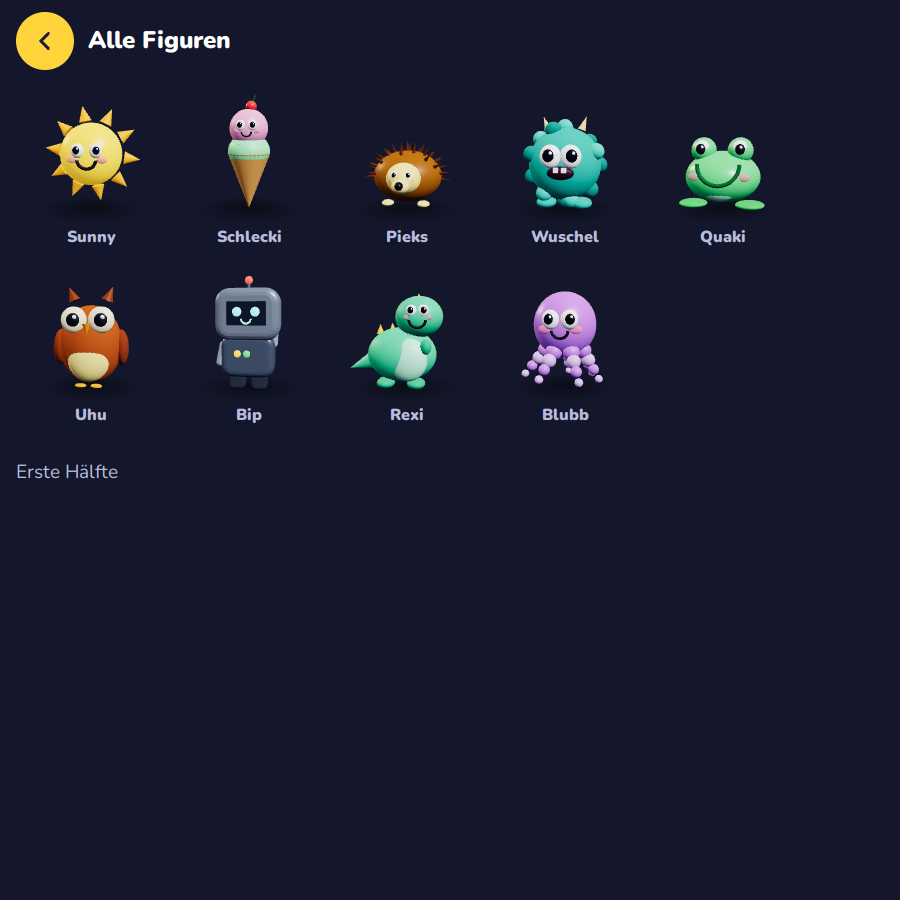 Alle Figuren
Sunny
Schlecki
Pieks
Wuschel
Quaki
Uhu
Bip
Rexi
Blubb
Erste Hälfte